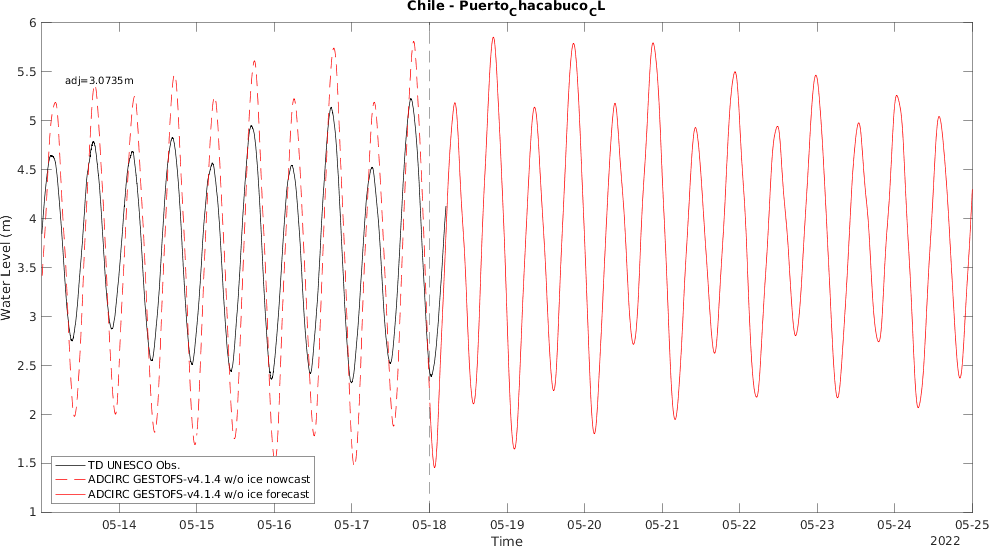 Chile - Puerto_Chacabuco_CL
6
5.5
5
4.5
4
3.5
3
2.5
2
1.5
1
Water Level (m)
adj=3.0735m
TD UNESCO Obs.
ADCIRC GESTOFS-v4.1.4 w/o ice nowcast
ADCIRC GESTOFS-v4.1.4 w/o ice forecast
05-14 05-15 05-16 05-17 05-18 05-19 05-20 05-21 05-22 05-23 05-24 05-25
Time
2022